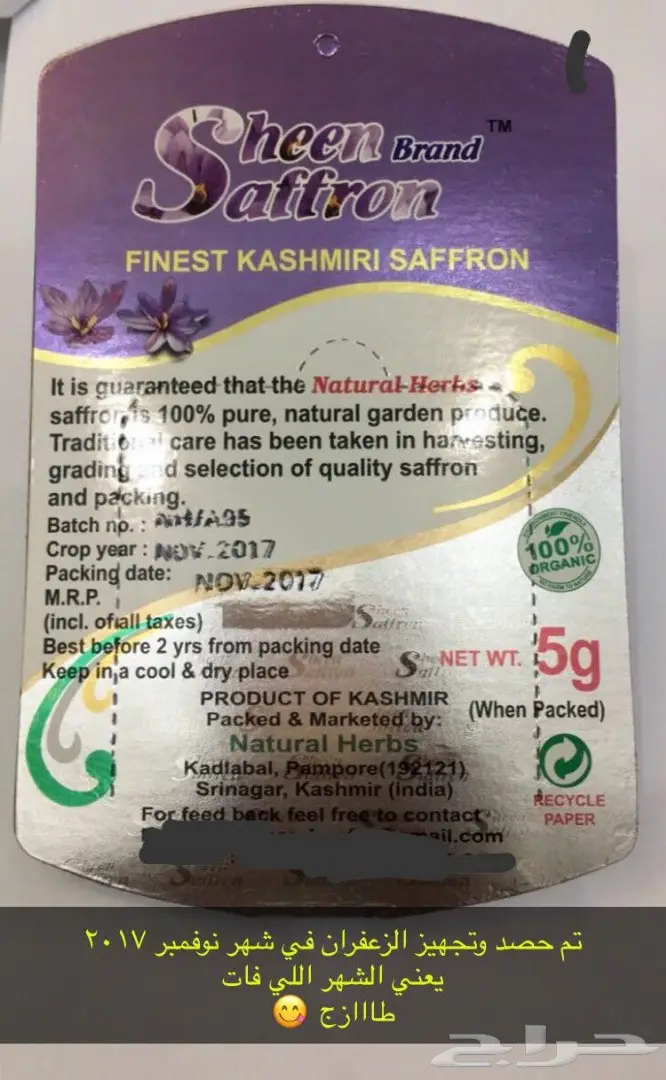 Sheen Brand ™
Saffron
FINEST KASHMIRI SAFFRON
It is guaranteed that the Natural Herbs
saffron is 100% pure, natural garden produce.
Traditional care has been taken in harvesting,
grading and selection of quality saffron
and packing.
Batch no. : /A95
Crop year : NOV.2017
Packing date: NOV.2017
M.R.P.
(incl. of all taxes)
Best before 2 yrs from packing date
Keep in a cool & dry place
100%
ORGANIC
NET WT. 5g
(When Packed)
PRODUCT OF KASHMIR
Packed & Marketed by:
Natural Herbs
Kadlabal, Pampore(192121)
Srinagar, Kashmir (India)
For feed back feel free to contact
mail.com
RECYCLE
PAPER
تم حصد وتجهيز الزعفران في شهر نوفمبر ٢٠١٧
يعني الشهر اللي فات
طااازج 😋
حراج